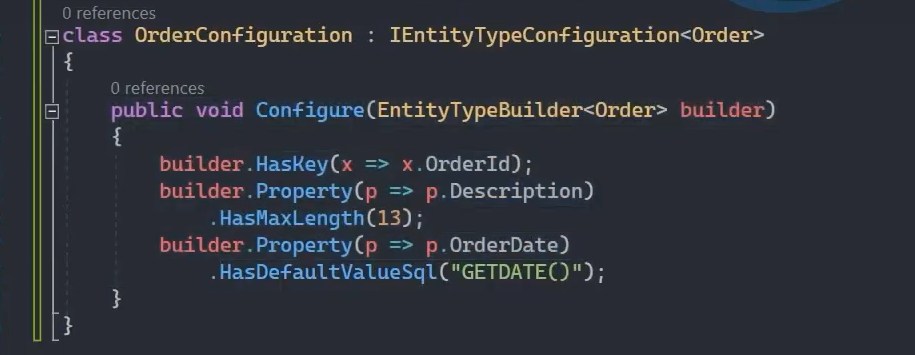 0 references
class OrderConfiguration : IEntityTypeConfiguration<Order>
{
0 references
public void Configure(EntityTypeBuilder<Order> builder)
{
builder.HasKey(x => x.OrderId);
builder.Property(p => p.Description)
.HasMaxLength(13);
builder.Property(p => p.OrderDate)
.HasDefaultValueSql("GETDATE()");
}
}